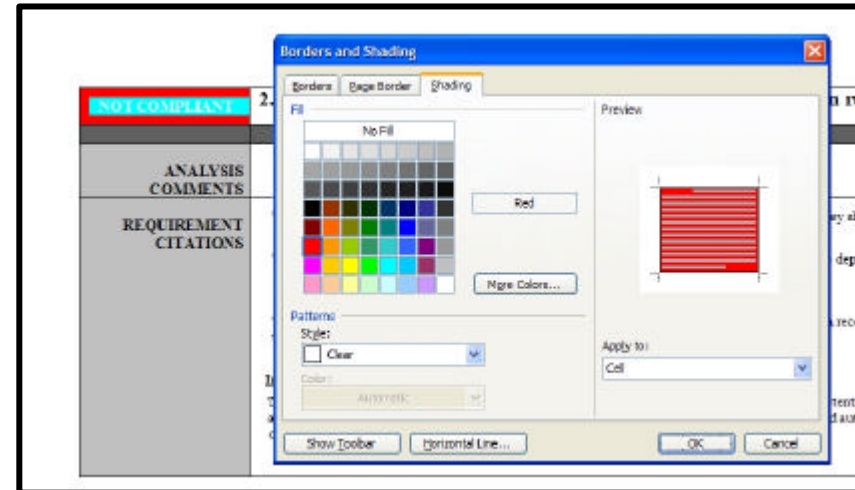 Borders and Shading
Borders Page Border Shading
NOT COMPLIANT 2.
Fill
Preview
No Fill
ANALYSIS
COMMENTS
Red
REQUIREMENT
CITATIONS
More Colors...
Patterns
Style:
Clear
Apply to:
Cell
Color:
Automatic
Show Toolbar Horizontal Line... OK Cancel